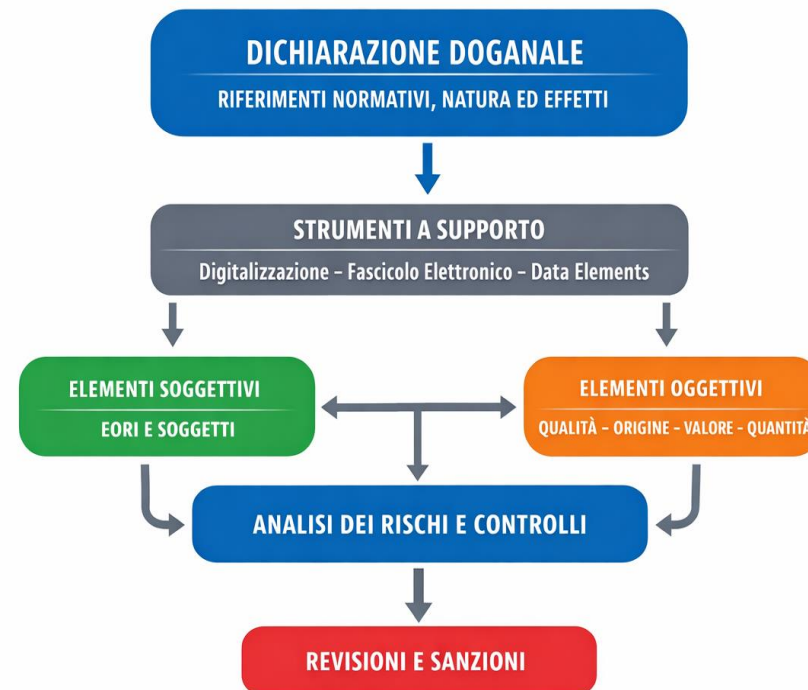 DICHIARAZIONE DOGANALE
RIFERIMENTI NORMATIVI, NATURA ED EFFETTI
STRUMENTI A SUPPORTO
Digitalizzazione – Fascicolo Elettronico – Data Elements
ELEMENTI SOGGETTIVI
EORI E SOGGETTI
ELEMENTI OGGETTIVI
QUALITÀ – ORIGINE – VALORE – QUANTITÀ
ANALISI DEI RISCHI E CONTROLLI
REVISIONI E SANZIONI